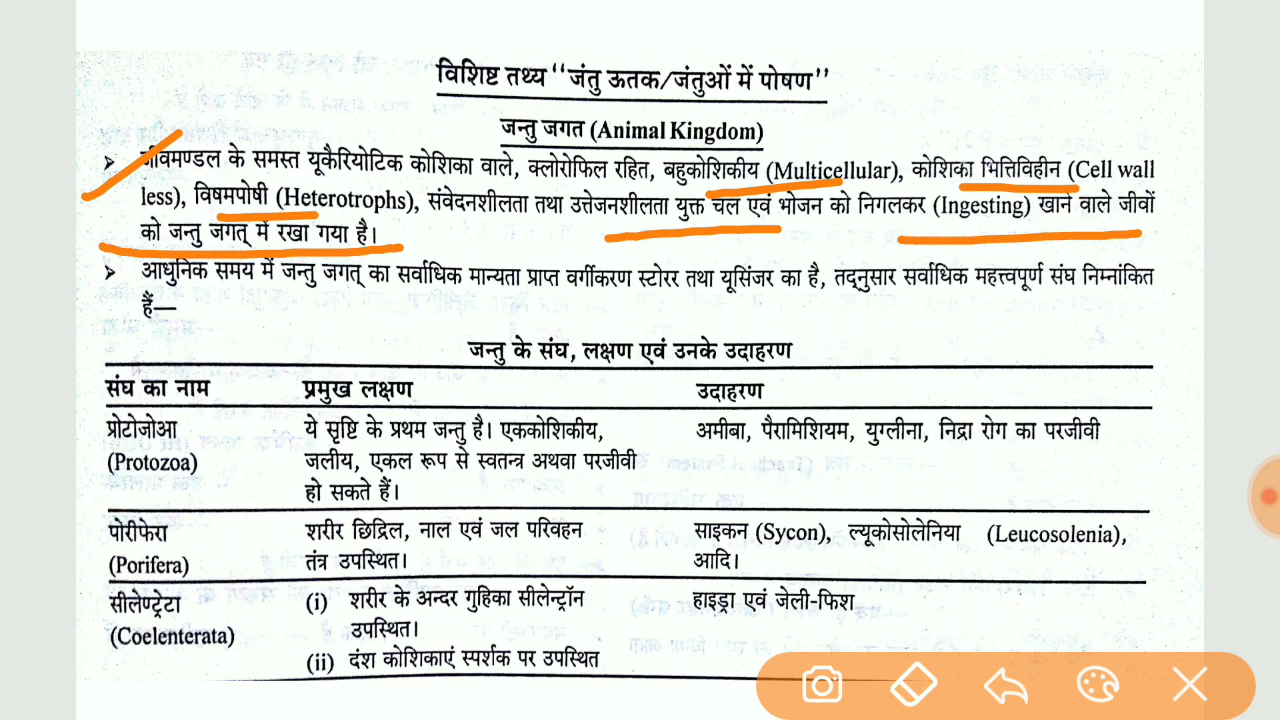 विशिष्ट तथ्य "जंतु ऊतक/जंतुओं में पोषण"
जन्तु जगत (Animal Kingdom)
➢ जीवमण्डल के समस्त यूकैरियोटिक कोशिका वाले, क्लोरोफिल रहित, बहुकोशिकीय (Multicellular), कोशिका भित्तिविहीन (Cell wall
less), विषमपोषी (Heterotrophs), संवेदनशीलता तथा उत्तेजनशीलता युक्त चल एवं भोजन को निगलकर (Ingesting) खाने वाले जीवों
को जन्तु जगत् में रखा गया है।
➢ आधुनिक समय में जन्तु जगत् का सर्वाधिक मान्यता प्राप्त वर्गीकरण स्टोरर तथा यूसिंजर का है, तद्नुसार सर्वाधिक महत्त्वपूर्ण संघ निम्नांकित
हैं—
जन्तु के संघ, लक्षण एवं उनके उदाहरण
संघ का नाम प्रमुख लक्षण उदाहरण
प्रोटोजोआ ये सृष्टि के प्रथम जन्तु है। एककोशिकीय, अमीबा, पैरामिशियम, युग्लीना, निद्रा रोग का परजीवी
(Protozoa) जलीय, एकल रूप से स्वतन्त्र अथवा परजीवी
हो सकते हैं।
पोरीफेरा शरीर छिद्रिल, नाल एवं जल परिवहन साइकन (Sycon), ल्यूकोसोलेनिया (Leucosolenia),
(Porifera) तंत्र उपस्थित। आदि।
सीलेण्ट्रेटा (i) शरीर के अन्दर गुहिका सीलेन्ट्रॉन हाइड्रा एवं जेली-फिश
(Coelenterata) उपस्थित।
(ii) दंश कोशिकाएं स्पर्शक पर उपस्थित